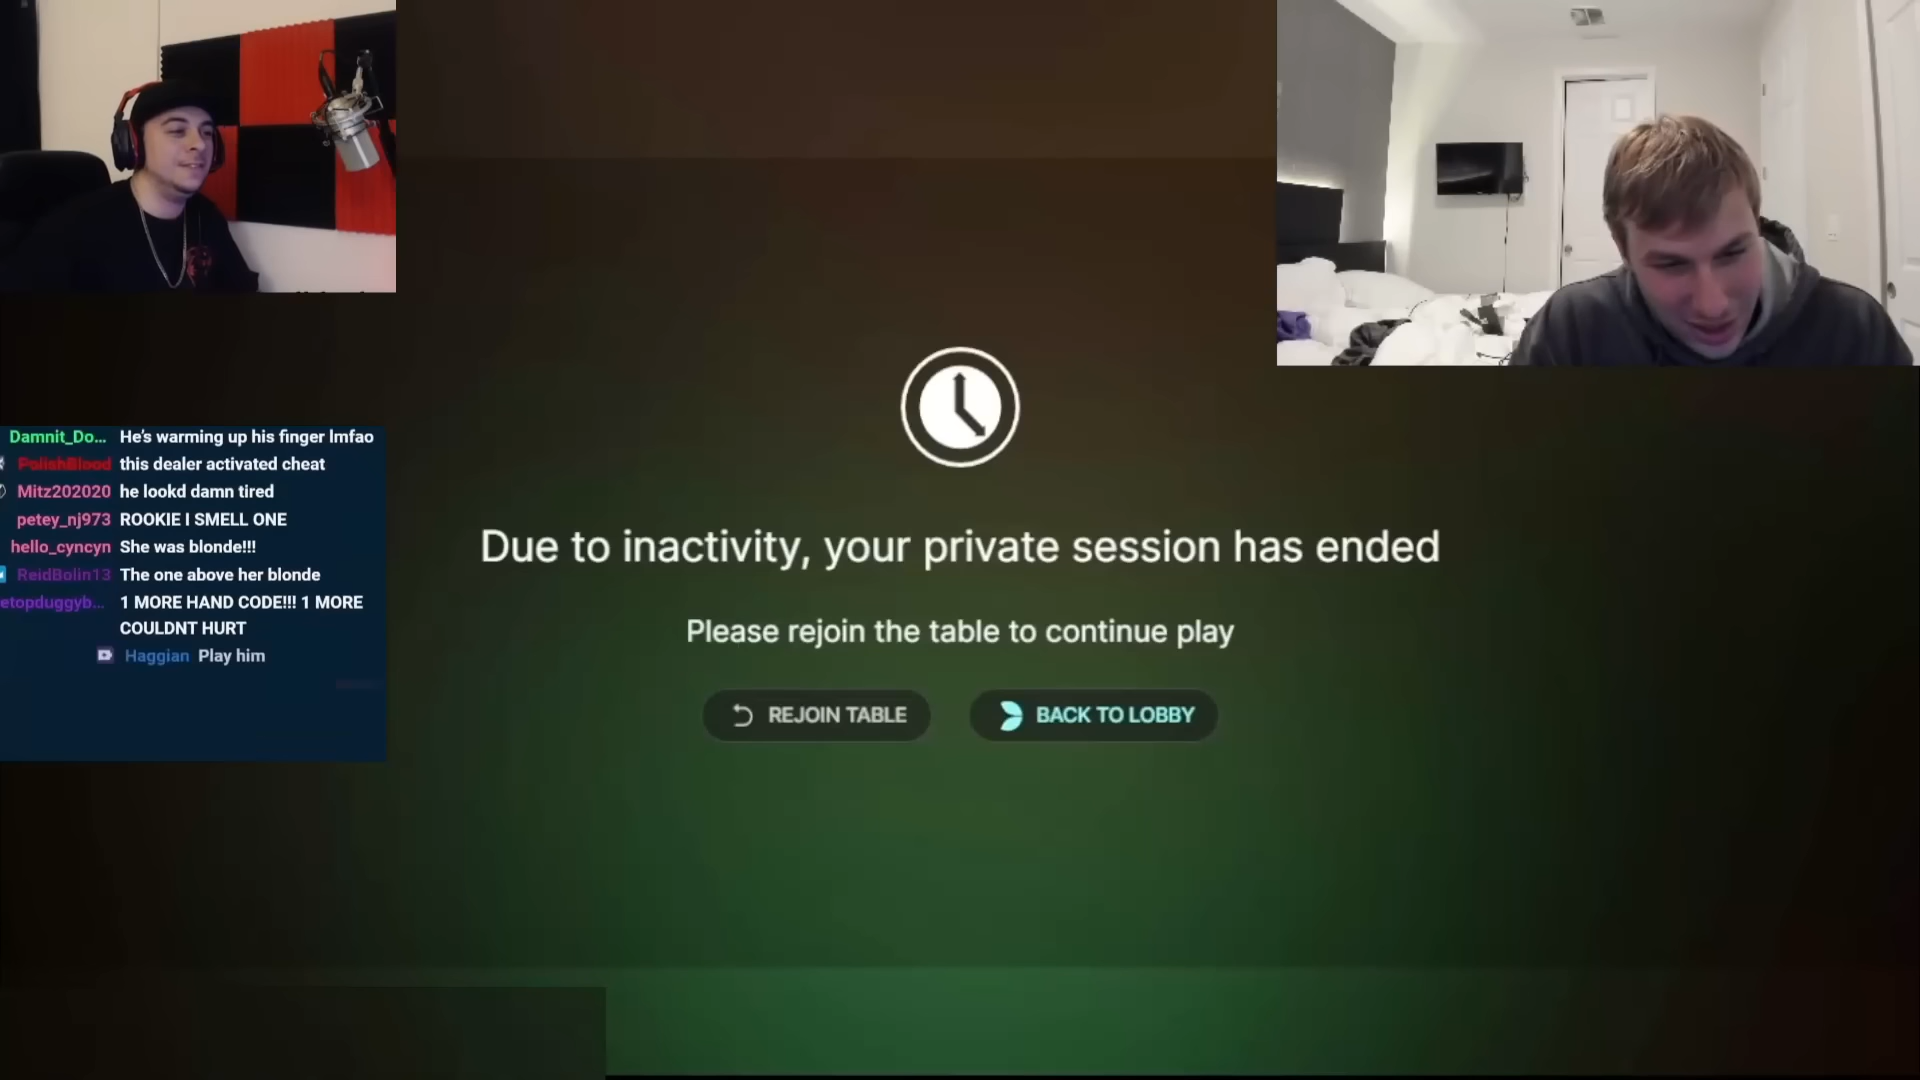 Damnit_Do... He's warming up his finger lmfao
PolishBlood this dealer activated cheat
Mitz202020 he lookd damn tired
petey_nj973 ROOKIE I SMELL ONE
hello_cyncyn She was blonde!!!
ReidBolin13 The one above her blonde
etopduggyb... 1 MORE HAND CODE!!! 1 MORE
COULDNT HURT
Haggian Play him
Due to inactivity, your private session has ended
Please rejoin the table to continue play
REJOIN TABLE
BACK TO LOBBY